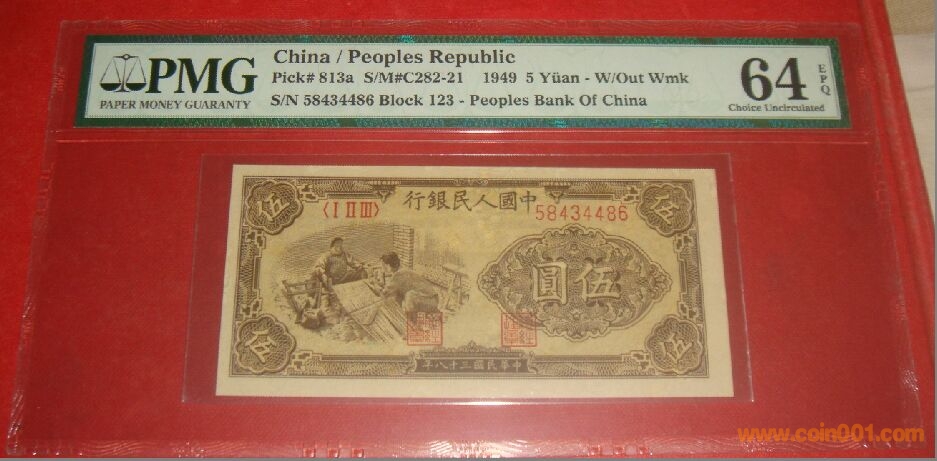 China / Peoples Republic
PMG
PAPER MONEY GUARANTY
Pick# 813a S/M#C282-21 1949 5 Yüan - W/Out Wmk
S/N 58434486 Block 123 - Peoples Bank Of China
64 EPQ
Choice Uncirculated
行銀民人國中
〈I II III〉
58434486
伍
伍
圓伍
伍
伍
年八十三國民華中
www.coin001.com